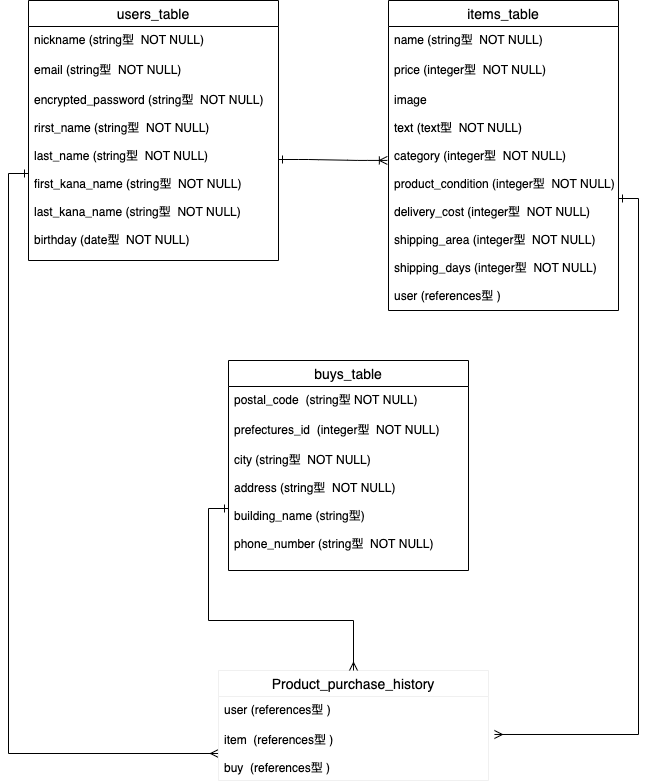 users_table
nickname (string型  NOT NULL)
email (string型  NOT NULL)
encrypted_password (string型  NOT NULL)
rirst_name (string型  NOT NULL)
last_name (string型  NOT NULL)
first_kana_name (string型  NOT NULL)
last_kana_name (string型  NOT NULL)
birthday (date型  NOT NULL)
items_table
name (string型  NOT NULL)
price (integer型  NOT NULL)
image
text (text型  NOT NULL)
category (integer型  NOT NULL)
product_condition (integer型  NOT NULL)
delivery_cost (integer型  NOT NULL)
shipping_area (integer型  NOT NULL)
shipping_days (integer型  NOT NULL)
user (references型 )
buys_table
postal_code  (string型 NOT NULL)
prefectures_id  (integer型  NOT NULL)
city (string型  NOT NULL)
address (string型  NOT NULL)
building_name (string型)
phone_number (string型  NOT NULL)
Product_purchase_history
user (references型 )
item  (references型 )
buy  (references型 )